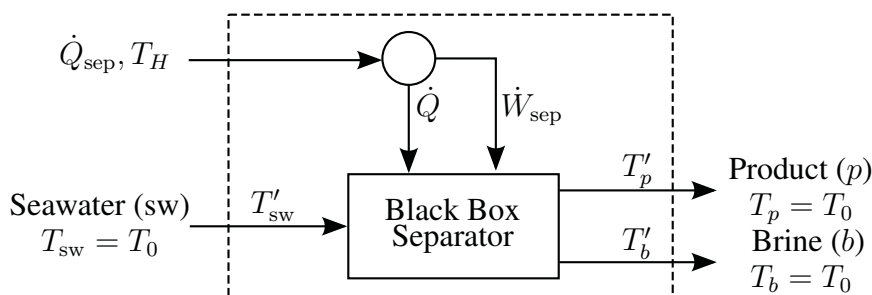 Q̇sep, TH
Q̇
Ẇsep
Seawater (sw)
Tsw = T0
T′sw
Black Box
Separator
T′p
T′b
Product (p)
Tp = T0
Brine (b)
Tb = T0